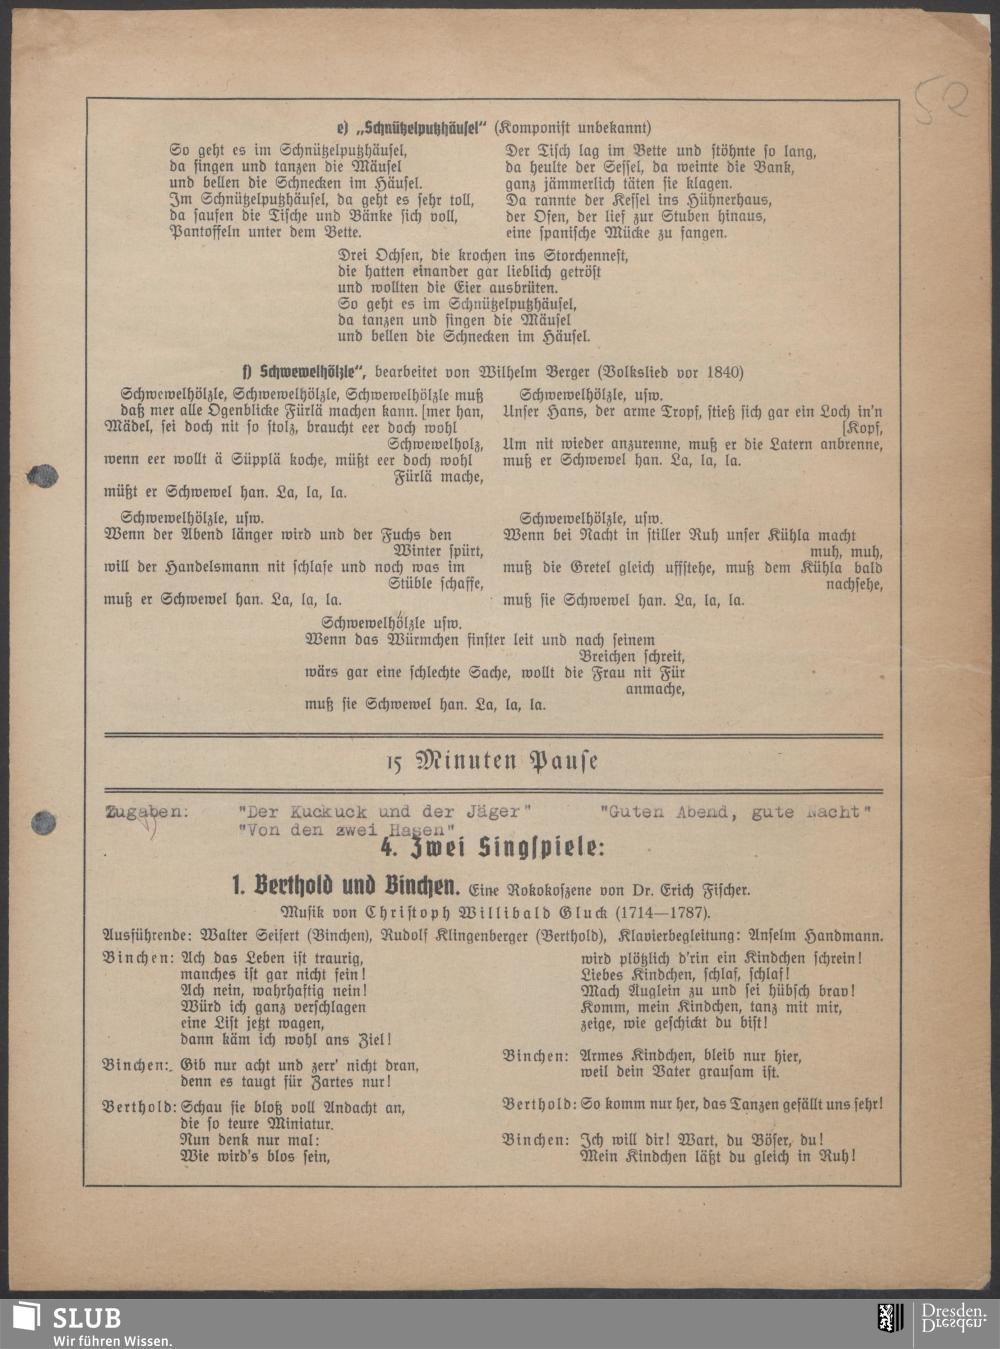 52
e) „Schnützelputzhäusel“ (Komponist unbekannt)
So geht es im Schnützelputzhäusel,
da singen und tanzen die Mäusel
und bellen die Schnecken im Häusel.
Im Schnützelputzhäusel, da geht es sehr toll,
da saufen die Tische und Bänke sich voll,
Pantoffeln unter dem Bette.
Der Tisch lag im Bette und stöhnte so lang,
da heulte der Sessel, da weinte die Bank,
ganz jämmerlich täten sie klagen.
Da rannte der Kessel ins Hühnerhaus,
der Ofen, der lief zur Stuben hinaus,
eine spanische Mücke zu fangen.
Drei Ochsen, die krochen ins Storchennest,
die hatten einander gar lieblich getröst
und wollten die Eier ausbrüten.
So geht es im Schnützelputzhäusel,
da tanzen und singen die Mäusel
und bellen die Schnecken im Häusel.
f) Schwewelhölzle“, bearbeitet von Wilhelm Berger (Volkslied vor 1840)
Schwewelhölzle, Schwewelhölzle, Schwewelhölzle muß
daß mer alle Ogenblicke Fürlä machen kann. [mer han,
Mädel, sei doch nit so stolz, braucht eer doch wohl
Schwewelholz,
wenn eer wollt ä Süpplä koche, müßt eer doch wohl
Fürlä mache,
müßt er Schwewel han. La, la, la.
Schwewelhölzle, usw.
Unser Hans, der arme Tropf, stieß sich gar ein Loch in'n
[Kopf,
Um nit wieder anzurenne, muß er die Latern anbrenne,
muß er Schwewel han. La, la, la.
Schwewelhölzle, usw.
Wenn der Abend länger wird und der Fuchs den
Winter spürt,
will der Handelsmann nit schlafe und noch was im
Stüble schaffe,
muß er Schwewel han. La, la, la.
Schwewelhölzle, usw.
Wenn bei Nacht in stiller Ruh unser Kühla macht
muh, muh,
muß die Gretel gleich uffstehe, muß dem Kühla bald
nachsehe,
muß sie Schwewel han. La, la, la.
Schwewelhölzle usw.
Wenn das Würmchen finster leit und nach seinem
Breichen schreit,
wärs gar eine schlechte Sache, wollt die Frau nit Für
anmache,
muß sie Schwewel han. La, la, la.
15 Minuten Pause
Zugaben: "Der Kuckuck und der Jäger" "Guten Abend, gute Nacht"
"Von den zwei Hasen"
4. Zwei Singspiele:
1. Berthold und Binchen. Eine Rokokoszene von Dr. Erich Fischer.
Musik von Christoph Willibald Gluck (1714—1787).
Ausführende: Walter Seifert (Binchen), Rudolf Klingenberger (Berthold), Klavierbegleitung: Anselm Handmann.
Binchen: Ach das Leben ist traurig,
manches ist gar nicht fein!
Ach nein, wahrhaftig nein!
Würd ich ganz verschlagen
eine List jetzt wagen,
dann käm ich wohl ans Ziel!
Binchen: Gib nur acht und zerr' nicht dran,
denn es taugt für Zartes nur!
Berthold: Schau sie bloß voll Andacht an,
die so teure Miniatur.
Nun denk nur mal:
Wie wird's blos sein,
wird plötzlich d'rin ein Kindchen schrein!
Liebes Kindchen, schlaf, schlaf!
Mach Auglein zu und sei hübsch brav!
Komm, mein Kindchen, tanz mit mir,
zeige, wie geschickt du bist!
Binchen: Armes Kindchen, bleib nur hier,
weil dein Vater grausam ist.
Berthold: So komm nur her, das Tanzen gefällt uns sehr!
Binchen: Ich will dir! Wart, du Böser, du!
Mein Kindchen läßt du gleich in Ruh!
SLUB
Wir führen Wissen.
Dresden.
Dresden.